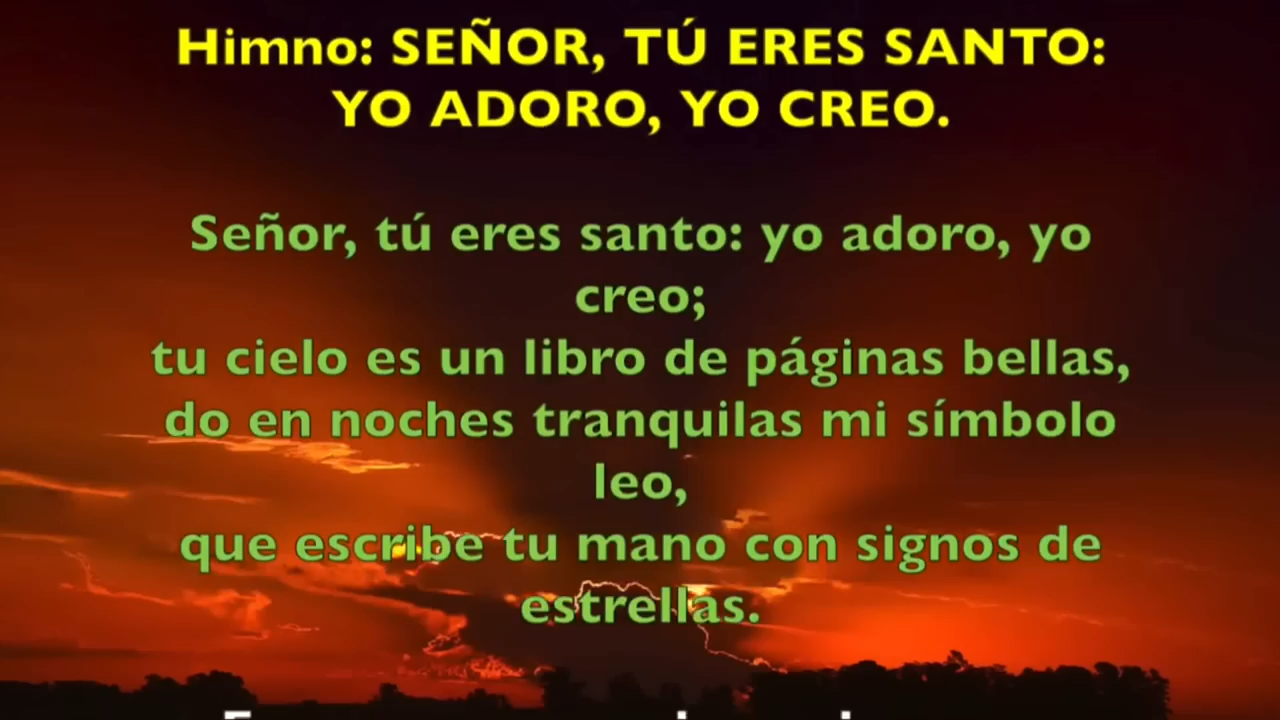 Himno: SEÑOR, TÚ ERES SANTO:
YO ADORO, YO CREO.
Señor, tú eres santo: yo adoro, yo
creo;
tu cielo es un libro de páginas bellas,
do en noches tranquilas mi símbolo
leo,
que escribe tu mano con signos de
estrellas.